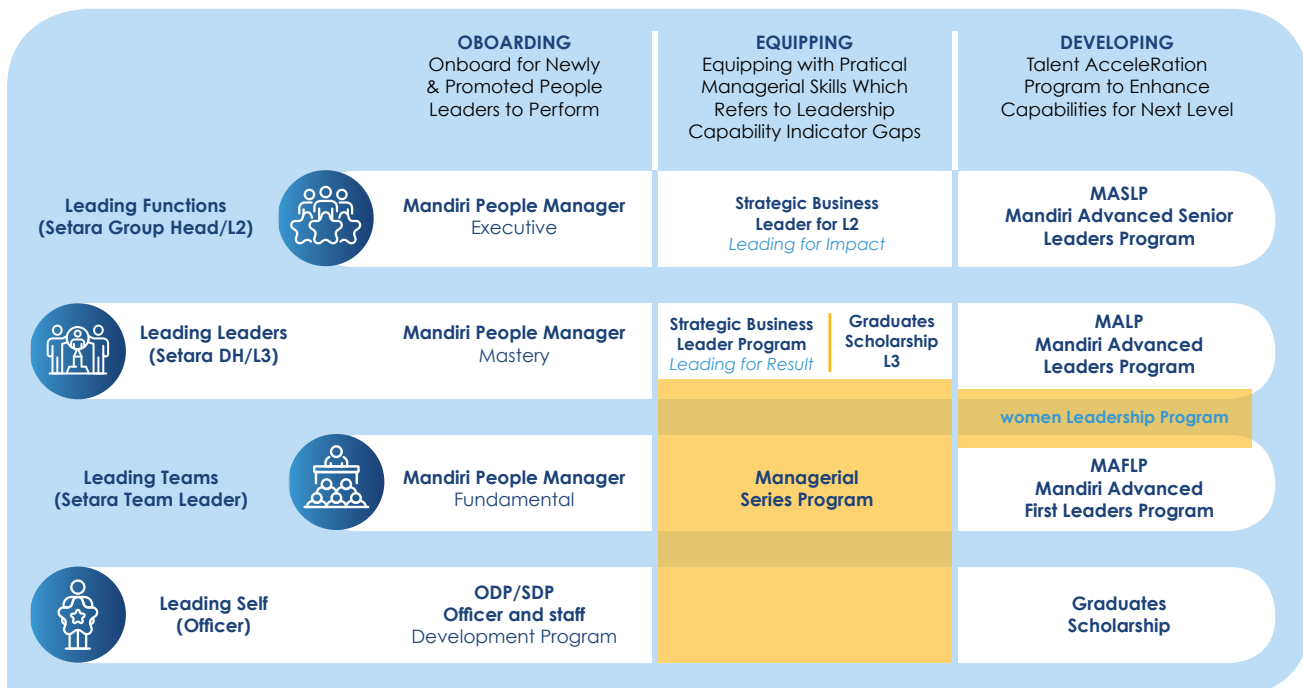 OBOARDING
Onboard for Newly
& Promoted People
Leaders to Perform
EQUIPPING
Equipping with Pratical
Managerial Skills Which
Refers to Leadership
Capability Indicator Gaps
DEVELOPING
Talent AcceleRation
Program to Enhance
Capabilities for Next Level
Leading Functions
(Setara Group Head/L2)
Mandiri People Manager
Executive
Strategic Business
Leader for L2
Leading for Impact
MASLP
Mandiri Advanced Senior
Leaders Program
Leading Leaders
(Setara DH/L3)
Mandiri People Manager
Mastery
Strategic Business
Leader Program
Leading for Result
Graduates
Scholarship
L3
MALP
Mandiri Advanced
Leaders Program
women Leadership Program
Leading Teams
(Setara Team Leader)
Mandiri People Manager
Fundamental
Managerial
Series Program
MAFLP
Mandiri Advanced
First Leaders Program
Leading Self
(Officer)
ODP/SDP
Officer and staff
Development Program
Graduates
Scholarship